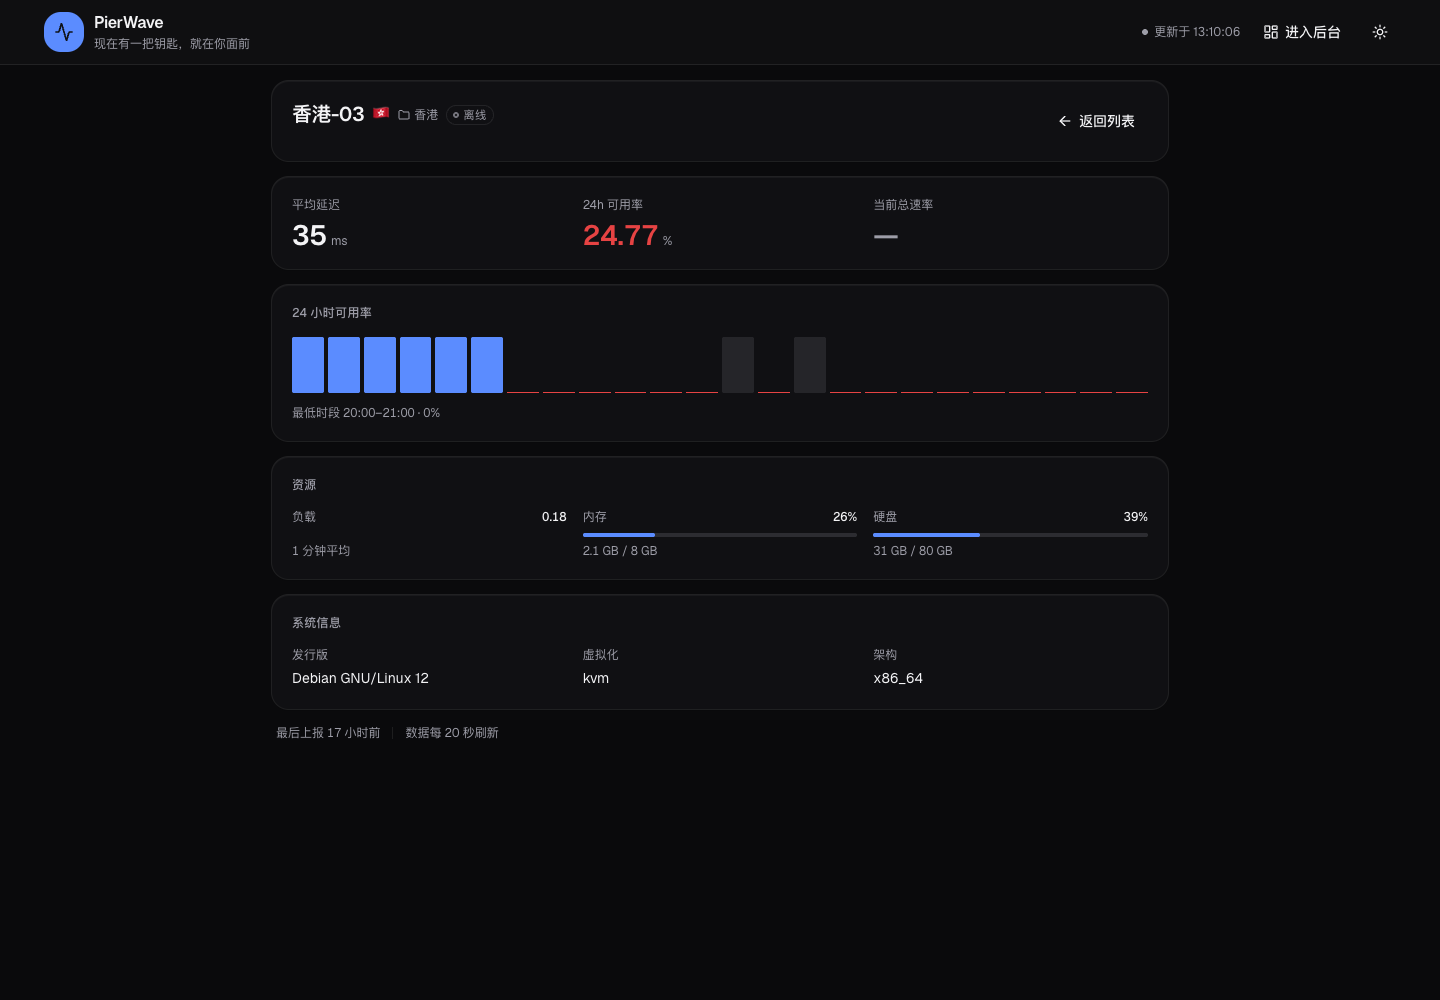 PierWave
现在有一把钥匙，就在你面前
更新于 13:10:06
进入后台
香港-03
香港
离线
返回列表
平均延迟
35 ms
24h 可用率
24.77 %
当前总速率
—
24 小时可用率
最低时段 20:00–21:00 · 0%
资源
负载 0.18
1 分钟平均
内存 26%
2.1 GB / 8 GB
硬盘 39%
31 GB / 80 GB
系统信息
发行版
Debian GNU/Linux 12
虚拟化
kvm
架构
x86_64
最后上报 17 小时前
数据每 20 秒刷新